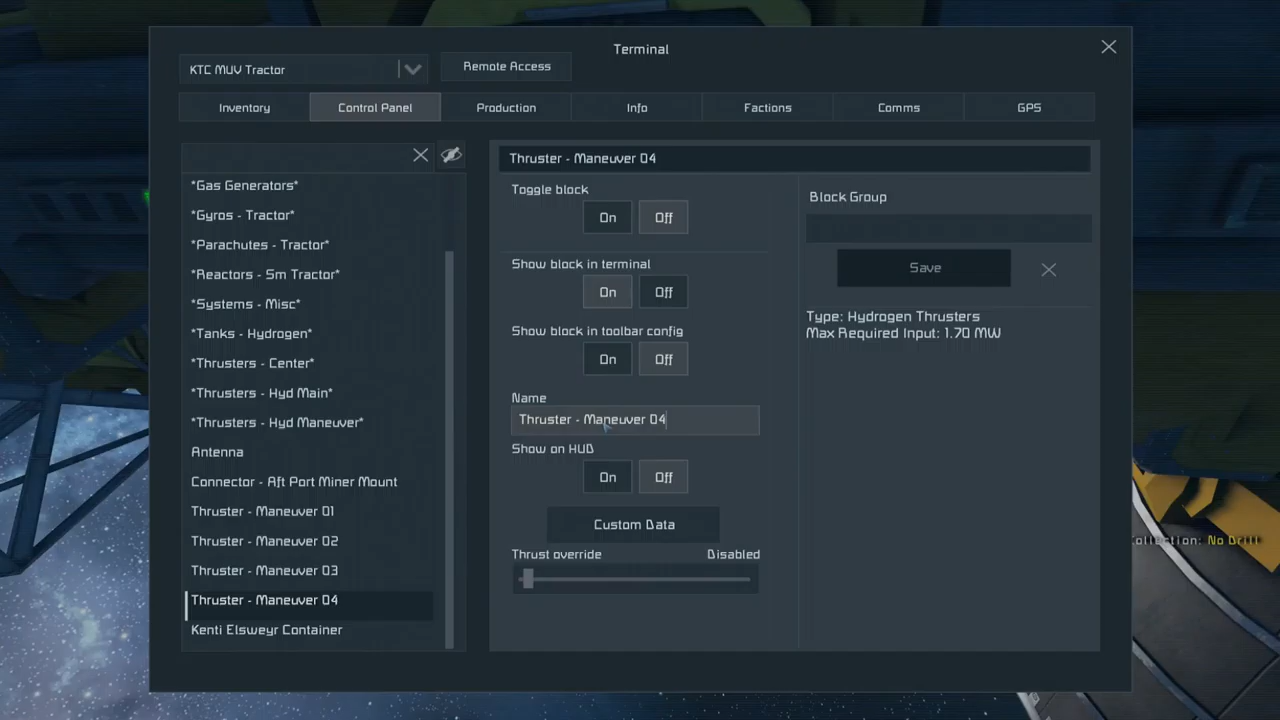 Terminal
KTC MUV Tractor
Remote Access
Inventory
Control Panel
Production
Info
Factions
Comms
GPS
*Gas Generators*
*Gyros - Tractor*
*Parachutes - Tractor*
*Reactors - Sm Tractor*
*Systems - Misc*
*Tanks - Hydrogen*
*Thrusters - Center*
*Thrusters - Hyd Main*
*Thrusters - Hyd Maneuver*
Antenna
Connector - Aft Port Miner Mount
Thruster - Maneuver 01
Thruster - Maneuver 02
Thruster - Maneuver 03
Thruster - Maneuver 04
Kenti Elsweyr Container
Thruster - Maneuver 04
Toggle block
On Off
Show block in terminal
On Off
Show block in toolbar config
On Off
Name
Thruster - Maneuver 04
Show on HUD
On Off
Custom Data
Thrust override Disabled
Block Group
Save
Type: Hydrogen Thrusters
Max Required Input: 1.70 MW
ollection: No Drill